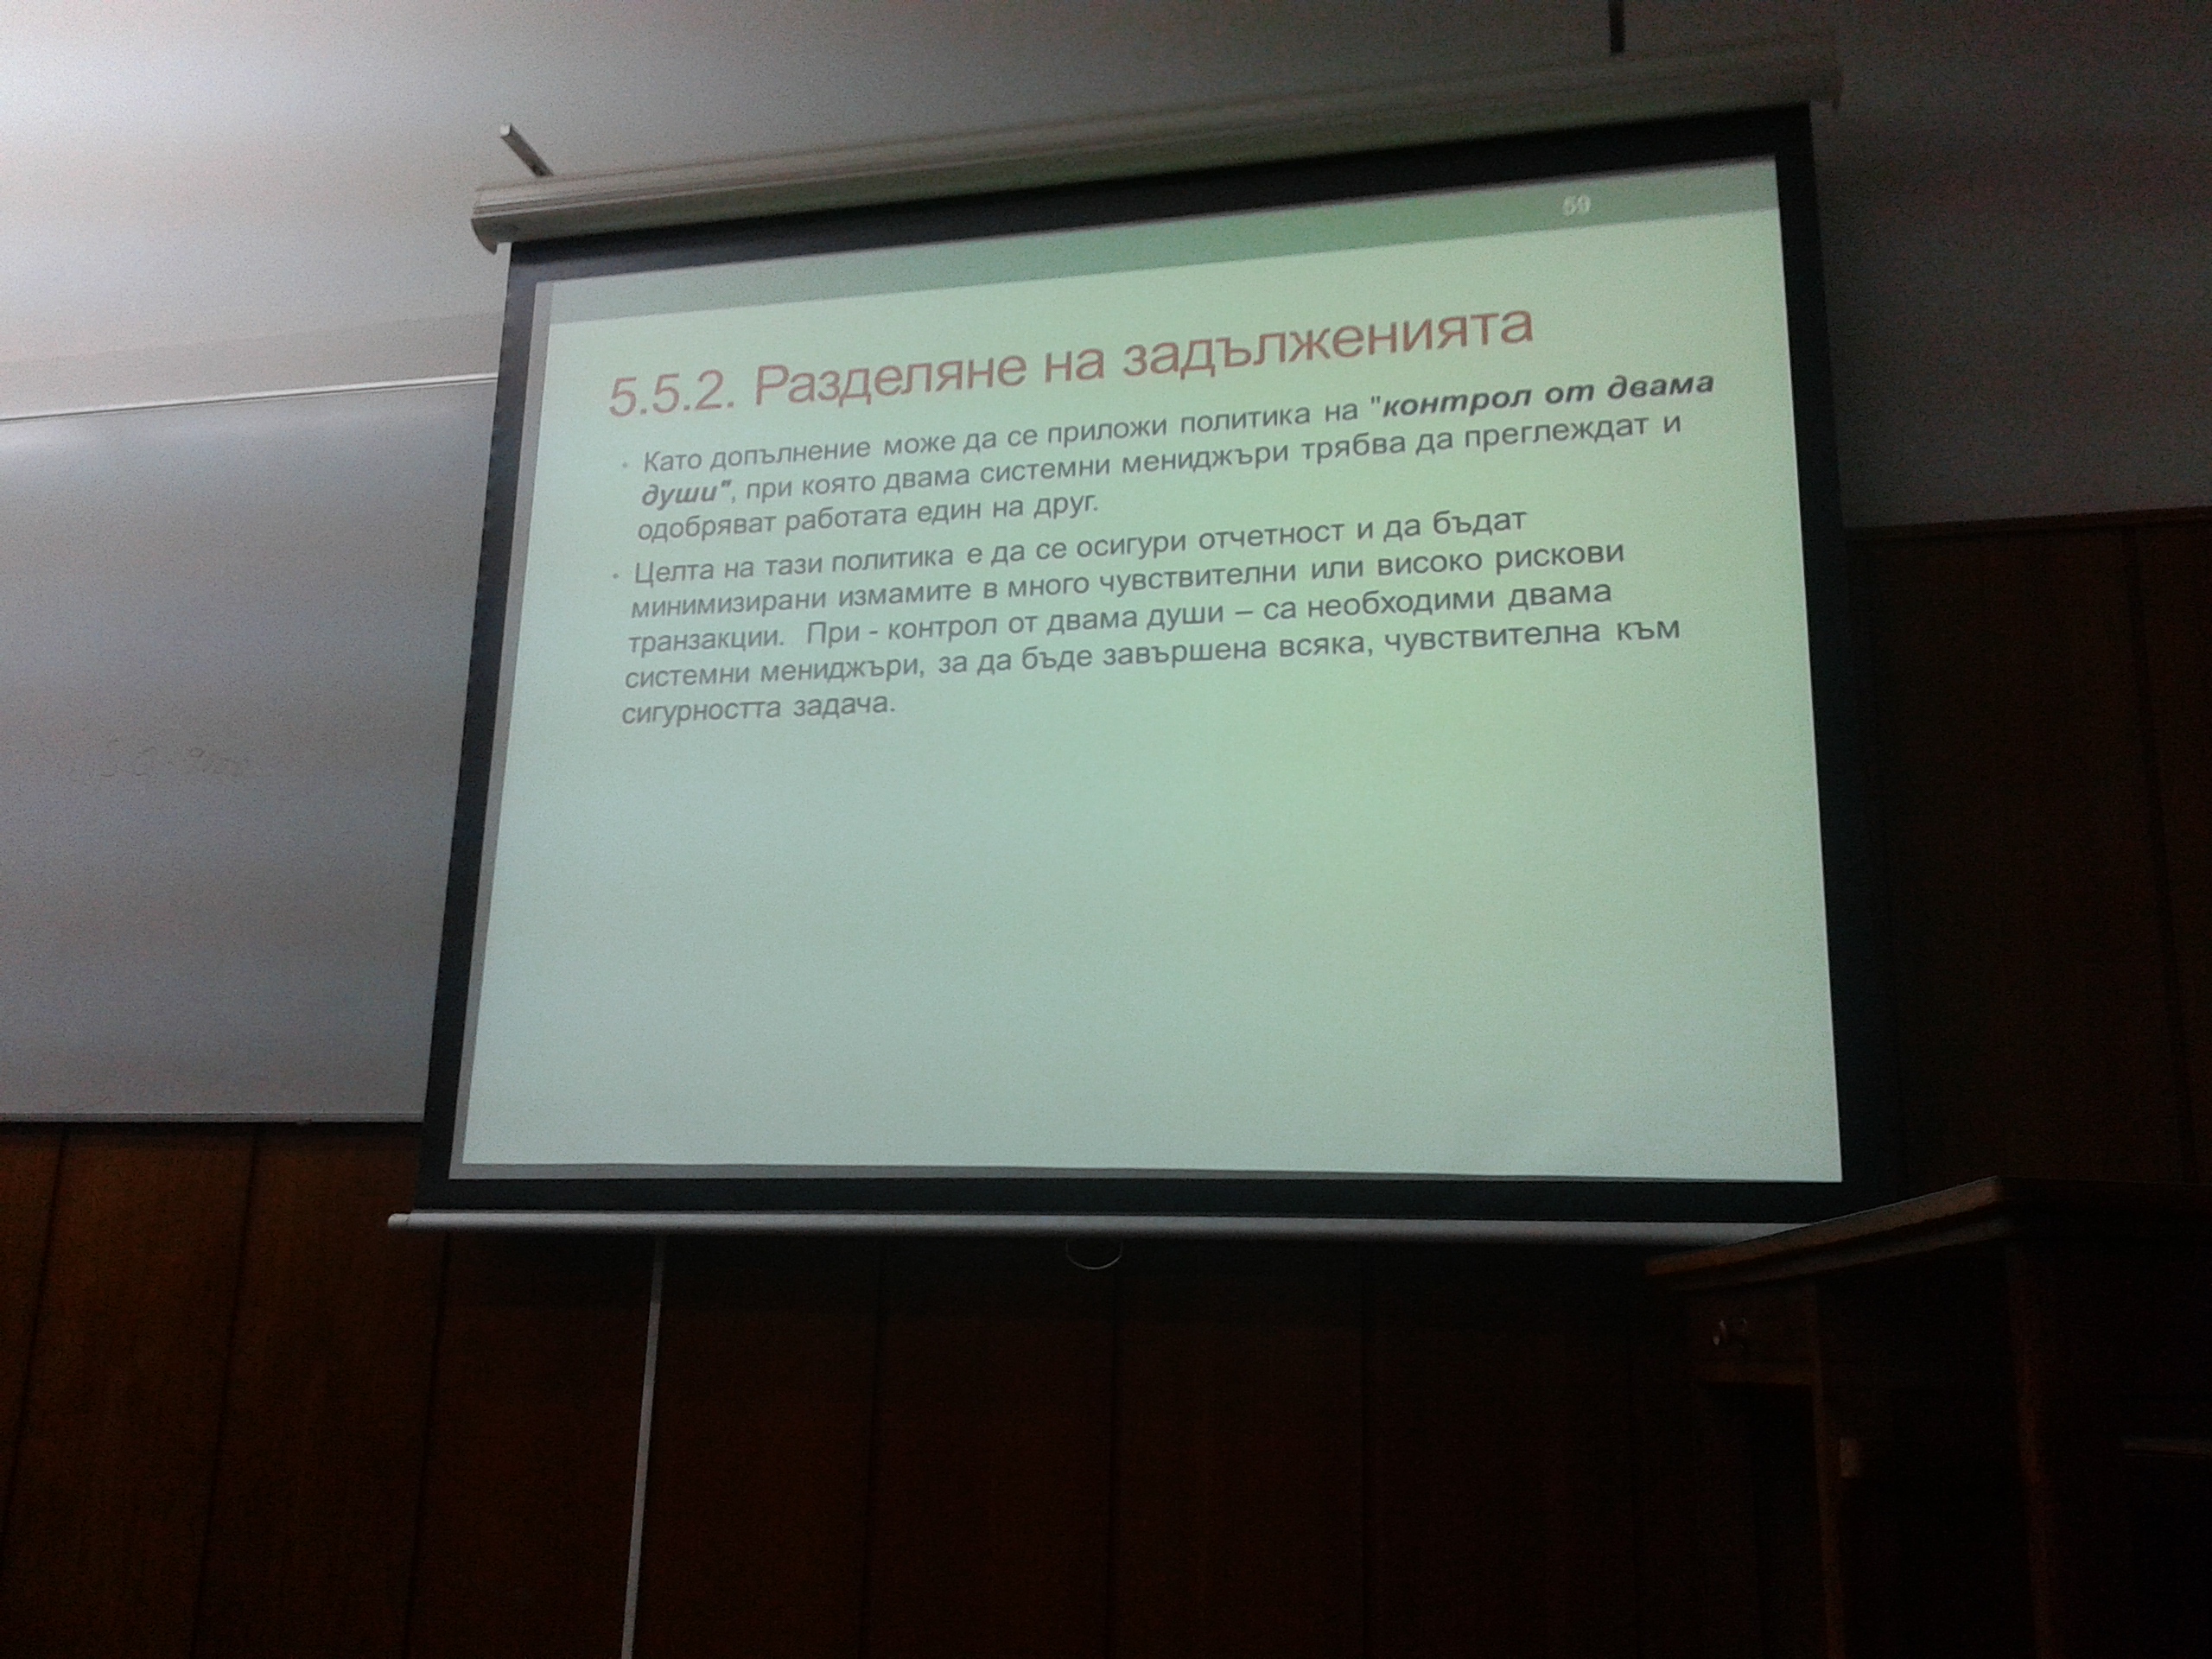 59
5.5.2. Разделяне на задълженията
• Като допълнение може да се приложи политика на "контрол от двама
души", при която двама системни мениджъри трябва да преглеждат и
одобряват работата един на друг.
• Целта на тази политика е да се осигури отчетност и да бъдат
минимизирани измамите в много чувствителни или високо рискови
транзакции. При - контрол от двама души – са необходими двама
системни мениджъри, за да бъде завършена всяка, чувствителна към
сигурността задача.